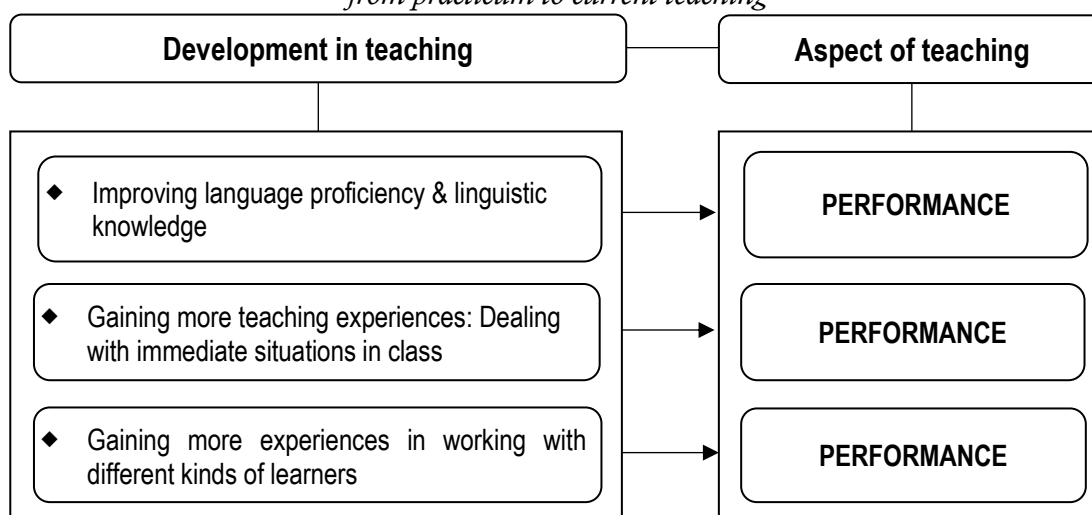 from practicum to current teaching
Development in teaching
Aspect of teaching
◆ Improving language proficiency & linguistic
knowledge
PERFORMANCE
◆ Gaining more teaching experiences: Dealing
with immediate situations in class
PERFORMANCE
◆ Gaining more experiences in working with
different kinds of learners
PERFORMANCE